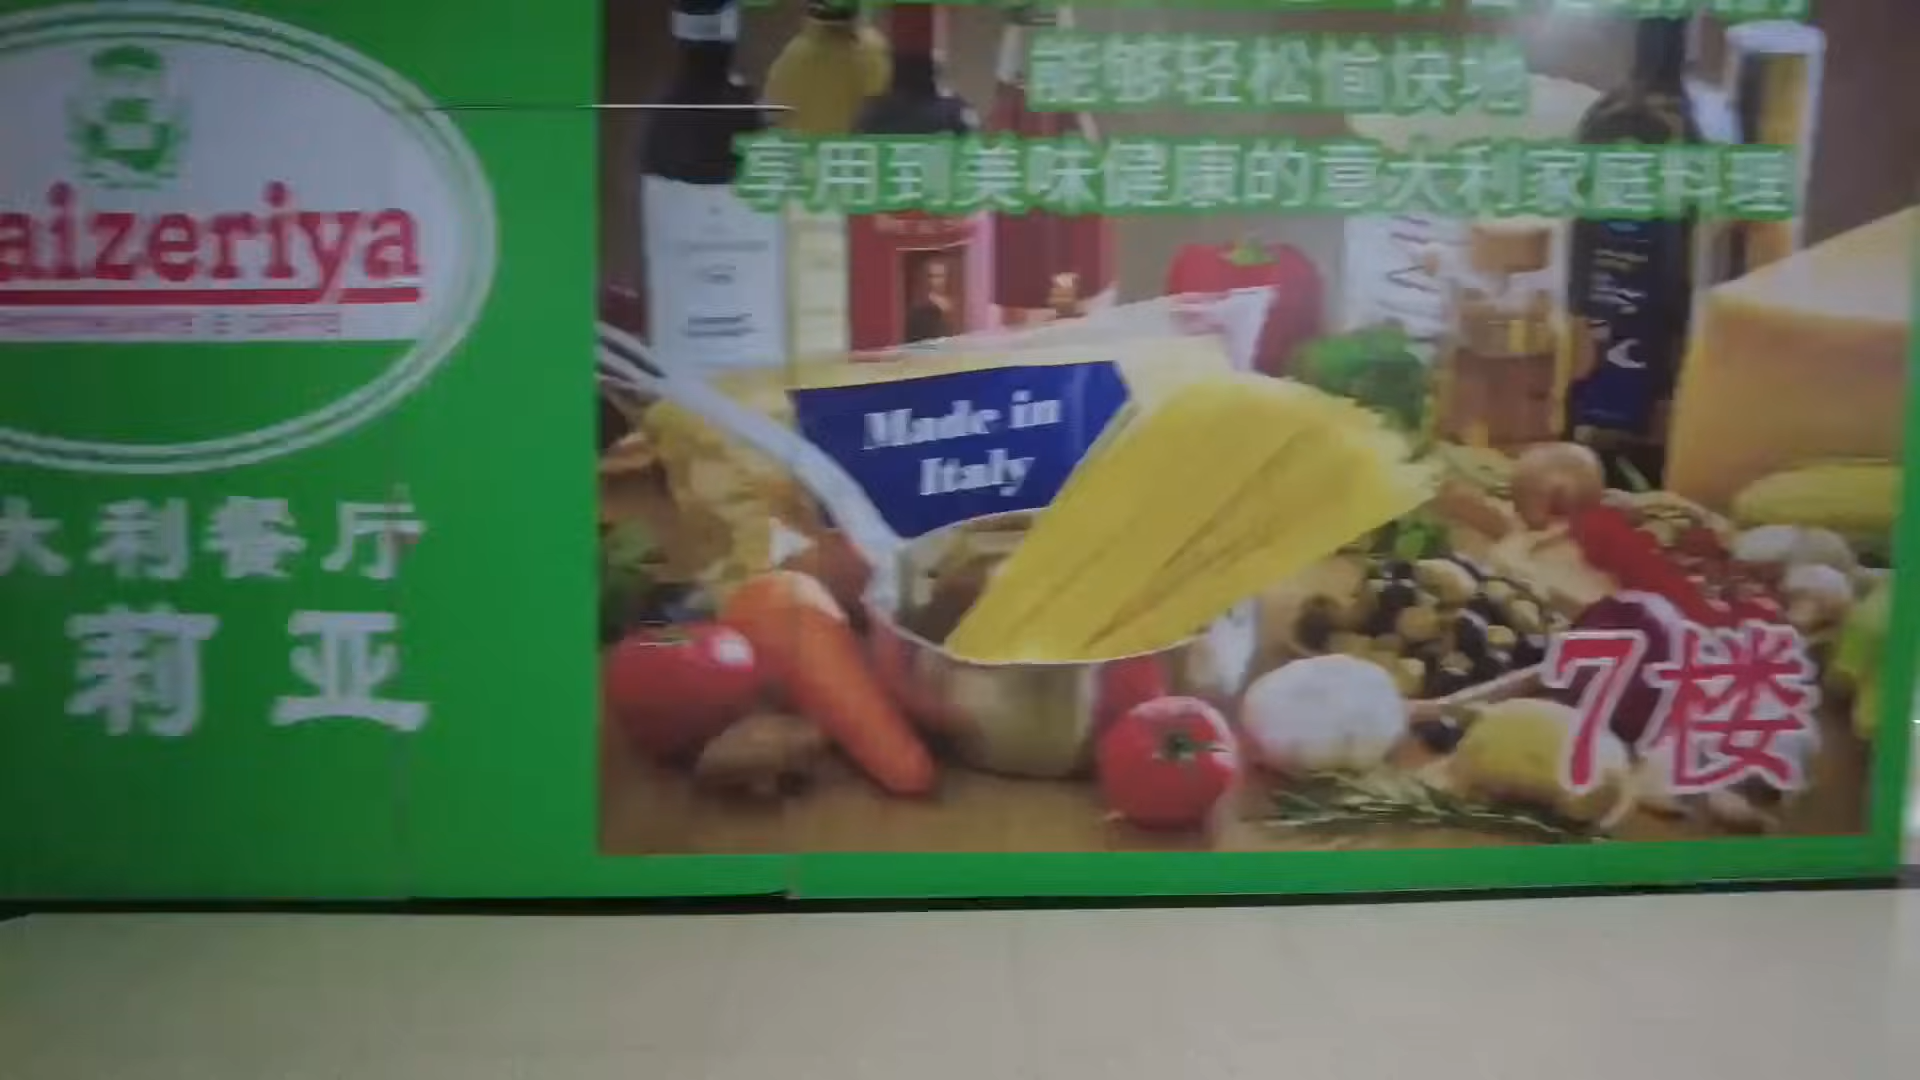 aizeriya
大利餐厅
莉亚
能够轻松愉快地
享用到美味健康的意大利家庭料理
Made in
Italy
7楼